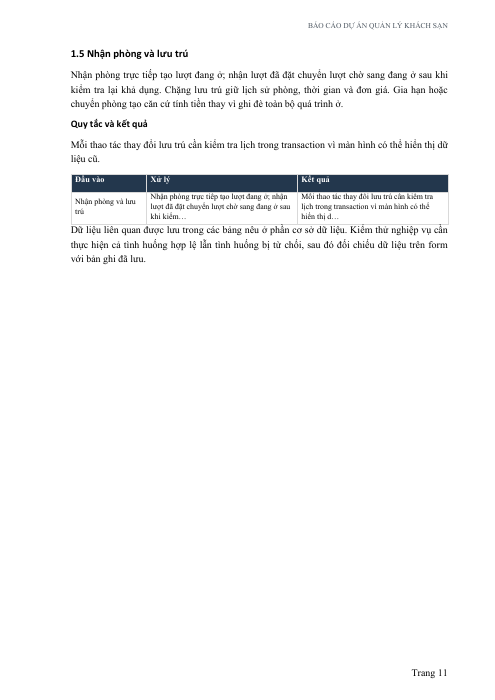 BÁO CÁO DỰ ÁN QUẢN LÝ KHÁCH SẠN
1.5 Nhận phòng và lưu trú
Nhận phòng trực tiếp tạo lượt đang ở; nhận lượt đã đặt chuyển lượt chờ sang đang ở sau khi
kiểm tra lại khả dụng. Chặng lưu trú giữ lịch sử phòng, thời gian và đơn giá. Gia hạn hoặc
chuyển phòng tạo căn cứ tính tiền thay vì ghi đè toàn bộ quá trình ở.
Quy tắc và kết quả
Mỗi thao tác thay đổi lưu trú cần kiểm tra lịch trong transaction vì màn hình có thể hiển thị dữ
liệu cũ.
Đầu vào Xử lý Kết quả
Nhận phòng và lưu trú
Nhận phòng trực tiếp tạo lượt đang ở; nhận
lượt đã đặt chuyển lượt chờ sang đang ở sau
khi kiểm…
Mỗi thao tác thay đổi lưu trú cần kiểm tra
lịch trong transaction vì màn hình có thể
hiển thị d…
Dữ liệu liên quan được lưu trong các bảng nêu ở phần cơ sở dữ liệu. Kiểm thử nghiệp vụ cần
thực hiện cả tình huống hợp lệ lẫn tình huống bị từ chối, sau đó đối chiếu dữ liệu trên form
với bản ghi đã lưu.
Trang 11